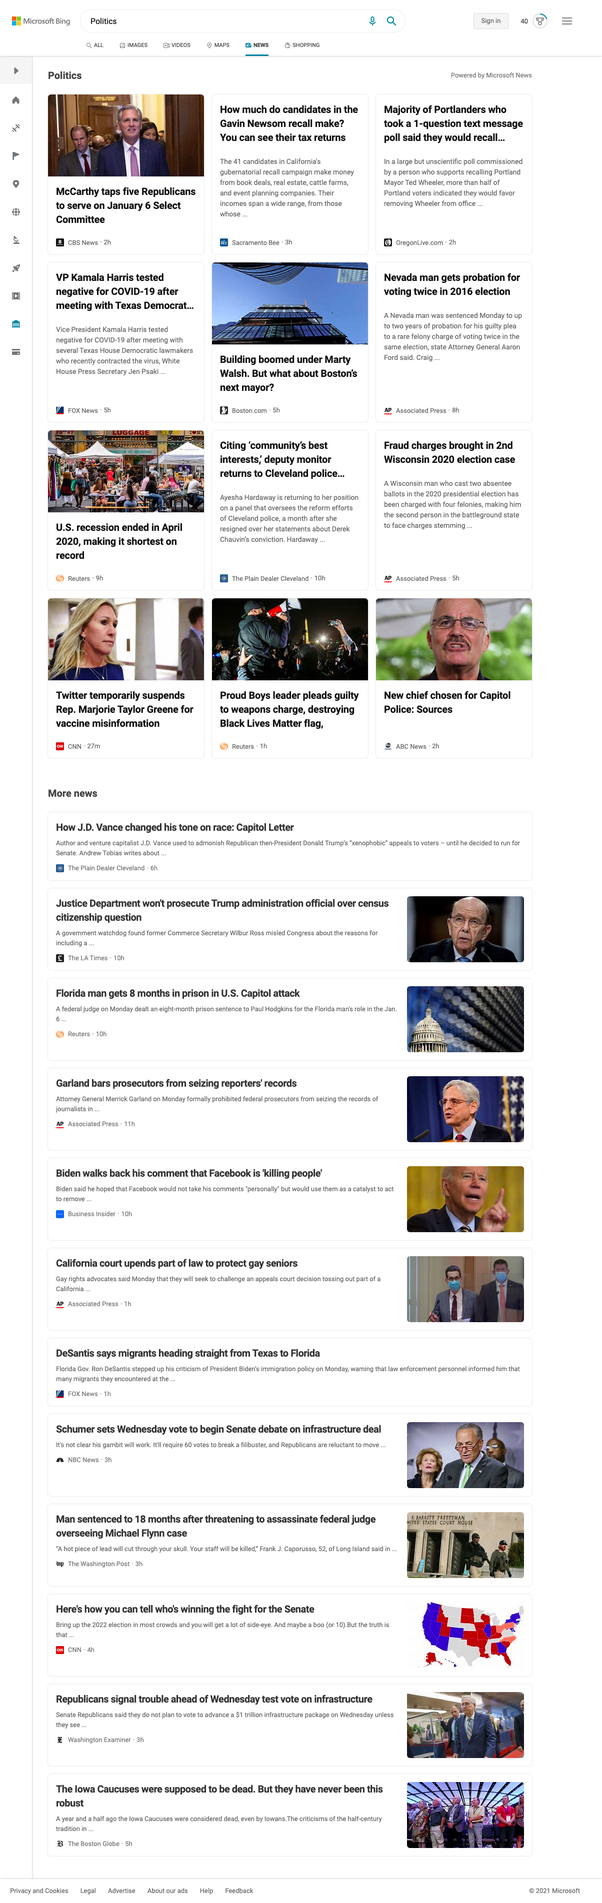 Microsoft Bing
Politics
Sign in
40
ALL
IMAGES
VIDEOS
MAPS
NEWS
SHOPPING
Politics
Powered by Microsoft News
McCarthy taps five Republicans
to serve on January 6 Select
Committee
CBS News · 2h
How much do candidates in the
Gavin Newsom recall make?
You can see their tax returns
The 41 candidates in California's
gubernatorial recall campaign make money
from book deals, real estate, cattle farms,
and event planning companies. Their
incomes span a wide range, from those
whose ...
Sacramento Bee · 3h
Majority of Portlanders who
took a 1-question text message
poll said they would recall...
In a large but unscientific poll commissioned
by a person who supports recalling Portland
Mayor Ted Wheeler, more than half of
Portland voters indicated they would favor
removing Wheeler from office ...
OregonLive.com · 2h
VP Kamala Harris tested
negative for COVID-19 after
meeting with Texas Democrat...
Vice President Kamala Harris tested
negative for COVID-19 after meeting with
several Texas House Democratic lawmakers
who recently contracted the virus, White
House Press Secretary Jen Psaki ...
FOX News · 5h
Building boomed under Marty
Walsh. But what about Boston's
next mayor?
Boston.com · 5h
Nevada man gets probation for
voting twice in 2016 election
A Nevada man was sentenced Monday to up
to two years of probation for his guilty plea
to a rare felony charge of voting twice in the
same election, state Attorney General Aaron
Ford said. Craig ...
AP
Associated Press · 8h
LUGGAGE
U.S. recession ended in April
2020, making it shortest on
record
Reuters · 9h
Citing 'community's best
interests,' deputy monitor
returns to Cleveland police...
Ayesha Hardaway is returning to her position
on a panel that oversees the reform efforts
of Cleveland police, a month after she
resigned over her statements about Derek
Chauvin's conviction. Hardaway ...
The Plain Dealer Cleveland · 10h
Fraud charges brought in 2nd
Wisconsin 2020 election case
A Wisconsin man who cast two absentee
ballots in the 2020 presidential election has
been charged with four felonies, making him
the second person in the battleground state
to face charges stemming ...
AP
Associated Press · 5h
Twitter temporarily suspends
Rep. Marjorie Taylor Greene for
vaccine misinformation
CNN · 27m
Proud Boys leader pleads guilty
to weapons charge, destroying
Black Lives Matter flag,
Reuters · 1h
New chief chosen for Capitol
Police: Sources
ABC News · 2h
More news
How J.D. Vance changed his tone on race: Capitol Letter
Author and venture capitalist J.D. Vance used to admonish Republican then-President Donald Trump's "xenophobic" appeals to voters – until he decided to run for
Senate. Andrew Tobias writes about ...
The Plain Dealer Cleveland · 6h
Justice Department won't prosecute Trump administration official over census
citizenship question
A government watchdog found former Commerce Secretary Wilbur Ross misled Congress about the reasons for
including a ...
The LA Times · 10h
Florida man gets 8 months in prison in U.S. Capitol attack
A federal judge on Monday dealt an eight-month prison sentence to Paul Hodgkins for the Florida man's role in the Jan.
6 ...
Reuters · 10h
Garland bars prosecutors from seizing reporters' records
Attorney General Merrick Garland on Monday formally prohibited federal prosecutors from seizing the records of
journalists in ...
AP
Associated Press · 11h
Biden walks back his comment that Facebook is 'killing people'
Biden said he hoped that Facebook would not take his comments "personally" but would use them as a catalyst to act
to remove ...
Business Insider · 10h
California court upends part of law to protect gay seniors
Gay rights advocates said Monday that they will seek to challenge an appeals court decision tossing out part of a
California ...
AP
Associated Press · 1h
DeSantis says migrants heading straight from Texas to Florida
Florida Gov. Ron DeSantis stepped up his criticism of President Biden's immigration policy on Monday, warning that law enforcement personnel informed him that
many migrants they encountered at the ...
FOX News · 1h
Schumer sets Wednesday vote to begin Senate debate on infrastructure deal
It's not clear his gambit will work. It'll require 60 votes to break a filibuster, and Republicans are reluctant to move ...
NBC News · 3h
Man sentenced to 18 months after threatening to assassinate federal judge
overseeing Michael Flynn case
"A hot piece of lead will cut through your skull. Your staff will be killed," Frank J. Caporusso, 52, of Long Island said in ...
wp
The Washington Post · 3h
E. BARRETT PRETTYMAN
UNITED STATES COURT HOUSE
Here's how you can tell who's winning the fight for the Senate
Bring up the 2022 election in most crowds and you will get a lot of side-eye. And maybe a boo (or 10).But the truth is
that ...
CNN · 4h
Republicans signal trouble ahead of Wednesday test vote on infrastructure
Senate Republicans said they do not plan to vote to advance a $1 trillion infrastructure package on Wednesday unless
they see ...
Washington Examiner · 3h
The Iowa Caucuses were supposed to be dead. But they have never been this
robust
A year and a half ago the Iowa Caucuses were considered dead, even by Iowans.The criticisms of the half-century
tradition in ...
The Boston Globe · 5h
Privacy and Cookies
Legal
Advertise
About our ads
Help
Feedback
© 2021 Microsoft